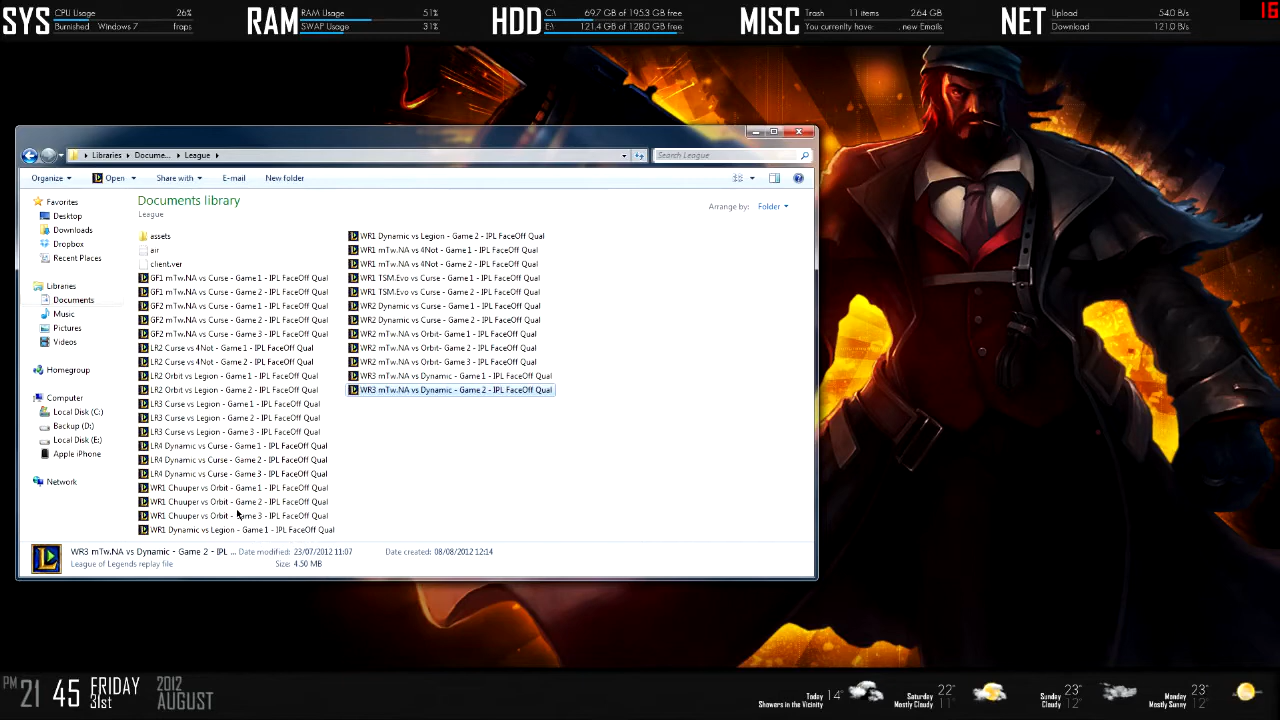 SYS CPU Usage 26% RAM RAM Usage 51% HDD C:\ 69.7 GB of 195.3 GB free MISC Trash 11 items 2.64 GB NET Upload 54.0 B/s 16
Burnished Windows 7 fraps SWAP Usage 31% E:\ 121.4 GB of 128.0 GB free You currently have: . new Emails Download 121.0 B/s
Libraries Docume... League Search League
Organize Open Share with E-mail New folder
Favorites
Desktop
Downloads
Dropbox
Recent Places
Libraries
Documents
Music
Pictures
Videos
Homegroup
Computer
Local Disk (C:)
Backup (D:)
Local Disk (E:)
Apple iPhone
Network
Documents library
League
Arrange by: Folder
assets
air
client.ver
GF1 mTw.NA vs Curse - Game 1 - IPL FaceOff Qual
GF1 mTw.NA vs Curse - Game 2 - IPL FaceOff Qual
GF2 mTw.NA vs Curse - Game 1 - IPL FaceOff Qual
GF2 mTw.NA vs Curse - Game 2 - IPL FaceOff Qual
GF2 mTw.NA vs Curse - Game 3 - IPL FaceOff Qual
LR2 Curse vs 4Not - Game 1 - IPL FaceOff Qual
LR2 Curse vs 4Not - Game 2 - IPL FaceOff Qual
LR2 Orbit vs Legion - Game 1 - IPL FaceOff Qual
LR2 Orbit vs Legion - Game 2 - IPL FaceOff Qual
LR3 Curse vs Legion - Game 1 - IPL FaceOff Qual
LR3 Curse vs Legion - Game 2 - IPL FaceOff Qual
LR3 Curse vs Legion - Game 3 - IPL FaceOff Qual
LR4 Dynamic vs Curse - Game 1 - IPL FaceOff Qual
LR4 Dynamic vs Curse - Game 2 - IPL FaceOff Qual
LR4 Dynamic vs Curse - Game 3 - IPL FaceOff Qual
WR1 Chuuper vs Orbit - Game 1 - IPL FaceOff Qual
WR1 Chuuper vs Orbit - Game 2 - IPL FaceOff Qual
WR1 Chuuper vs Orbit - Game 3 - IPL FaceOff Qual
WR1 Dynamic vs Legion - Game 1 - IPL FaceOff Qual
WR1 Dynamic vs Legion - Game 2 - IPL FaceOff Qual
WR1 mTw.NA vs 4Not - Game 1 - IPL FaceOff Qual
WR1 mTw.NA vs 4Not - Game 2 - IPL FaceOff Qual
WR1 TSM.Evo vs Curse - Game 1 - IPL FaceOff Qual
WR1 TSM.Evo vs Curse - Game 2 - IPL FaceOff Qual
WR2 Dynamic vs Curse - Game 1 - IPL FaceOff Qual
WR2 Dynamic vs Curse - Game 2 - IPL FaceOff Qual
WR2 mTw.NA vs Orbit- Game 1 - IPL FaceOff Qual
WR2 mTw.NA vs Orbit- Game 2 - IPL FaceOff Qual
WR2 mTw.NA vs Orbit- Game 3 - IPL FaceOff Qual
WR3 mTw.NA vs Dynamic - Game 1 - IPL FaceOff Qual
WR3 mTw.NA vs Dynamic - Game 2 - IPL FaceOff Qual
WR3 mTw.NA vs Dynamic - Game 2 - IPL ... Date modified: 23/07/2012 11:07 Date created: 08/08/2012 12:14
League of Legends replay file Size: 4.50 MB
PM 21 45 FRIDAY 31st 2012 AUGUST
Today Showers in the Vicinity 14°
Saturday Mostly Cloudy 22° 11°
Sunday Cloudy 23° 12°
Monday Mostly Sunny 23° 12°